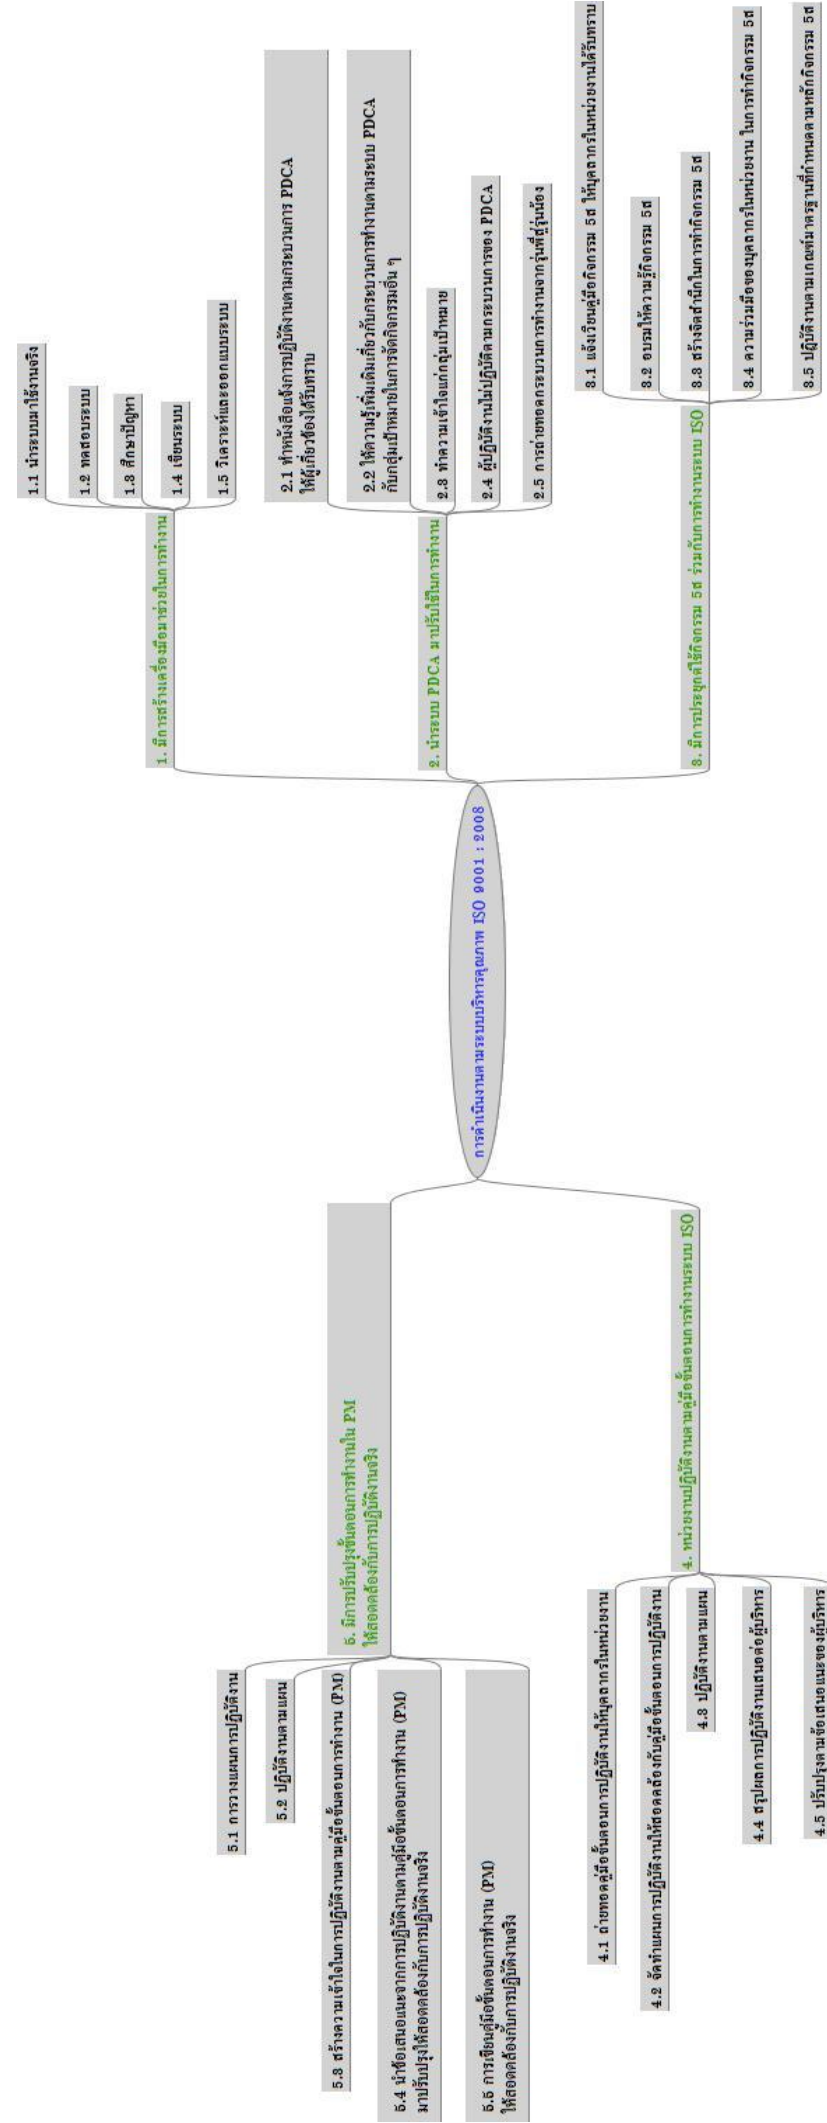 การดำเนินงานตามระบบบริหารคุณภาพ ISO 9001 : 2008
1. มีการสร้างเครื่องมือมาช่วยในการทำงาน
1.1 นำระบบมาใช้งานจริง
1.2 ทดสอบระบบ
1.3 ศึกษาปัญหา
1.4 เขียนระบบ
1.5 วิเคราะห์และออกแบบระบบ
2. นำระบบ PDCA มาปรับใช้ในการทำงาน
2.1 ทำหนังสือแจ้งการปฏิบัติงานตามกระบวนการ PDCA
ให้ผู้เกี่ยวข้องได้รับทราบ
2.2 ให้ความรู้เพิ่มเติมเกี่ยวกับกระบวนการทำงานตามระบบ PDCA
กับกลุ่มเป้าหมายในการจัดกิจกรรมอื่น ๆ
2.3 ทำความเข้าใจแก่กลุ่มเป้าหมาย
2.4 ผู้ปฏิบัติงานไม่ปฏิบัติตามกระบวนการของ PDCA
2.5 การถ่ายทอดกระบวนการทำงานจากรุ่นพี่สู่รุ่นน้อง
3. มีการประยุกต์ใช้กิจกรรม 5ส ร่วมกับการทำงานระบบ ISO
3.1 แจ้งเวียนคู่มือกิจกรรม 5ส ให้บุคลากรในหน่วยงานได้รับทราบ
3.2 อบรมให้ความรู้กิจกรรม 5ส
3.3 สร้างจิตสำนึกในการทำกิจกรรม 5ส
3.4 ความร่วมมือของบุคลากรในหน่วยงาน ในการทำกิจกรรม 5ส
3.5 ปฏิบัติงานตามเกณฑ์มาตรฐานที่กำหนดตามหลักกิจกรรม 5ส
4. หน่วยงานปฏิบัติงานตามคู่มือขั้นตอนการทำงานระบบ ISO
4.1 ถ่ายทอดคู่มือขั้นตอนการปฏิบัติงานให้บุคลากรในหน่วยงาน
4.2 จัดทำแผนการปฏิบัติงานให้สอดคล้องกับคู่มือขั้นตอนการปฏิบัติงาน
4.3 ปฏิบัติงานตามแผน
4.4 สรุปผลการปฏิบัติงานเสนอต่อผู้บริหาร
4.5 ปรับปรุงตามข้อเสนอแนะของผู้บริหาร
5. มีการปรับปรุงขั้นตอนการทำงานใน PM
ให้สอดคล้องกับการปฏิบัติงานจริง
5.1 การวางแผนการปฏิบัติงาน
5.2 ปฏิบัติงานตามแผน
5.3 สร้างความเข้าใจในการปฏิบัติงานตามคู่มือขั้นตอนการทำงาน (PM)
5.4 นำข้อเสนอแนะจากการปฏิบัติงานตามคู่มือขั้นตอนการทำงาน (PM)
มาปรับปรุงให้สอดคล้องกับการปฏิบัติงานจริง
5.5 การเขียนคู่มือขั้นตอนการทำงาน (PM)
ให้สอดคล้องกับการปฏิบัติงานจริง